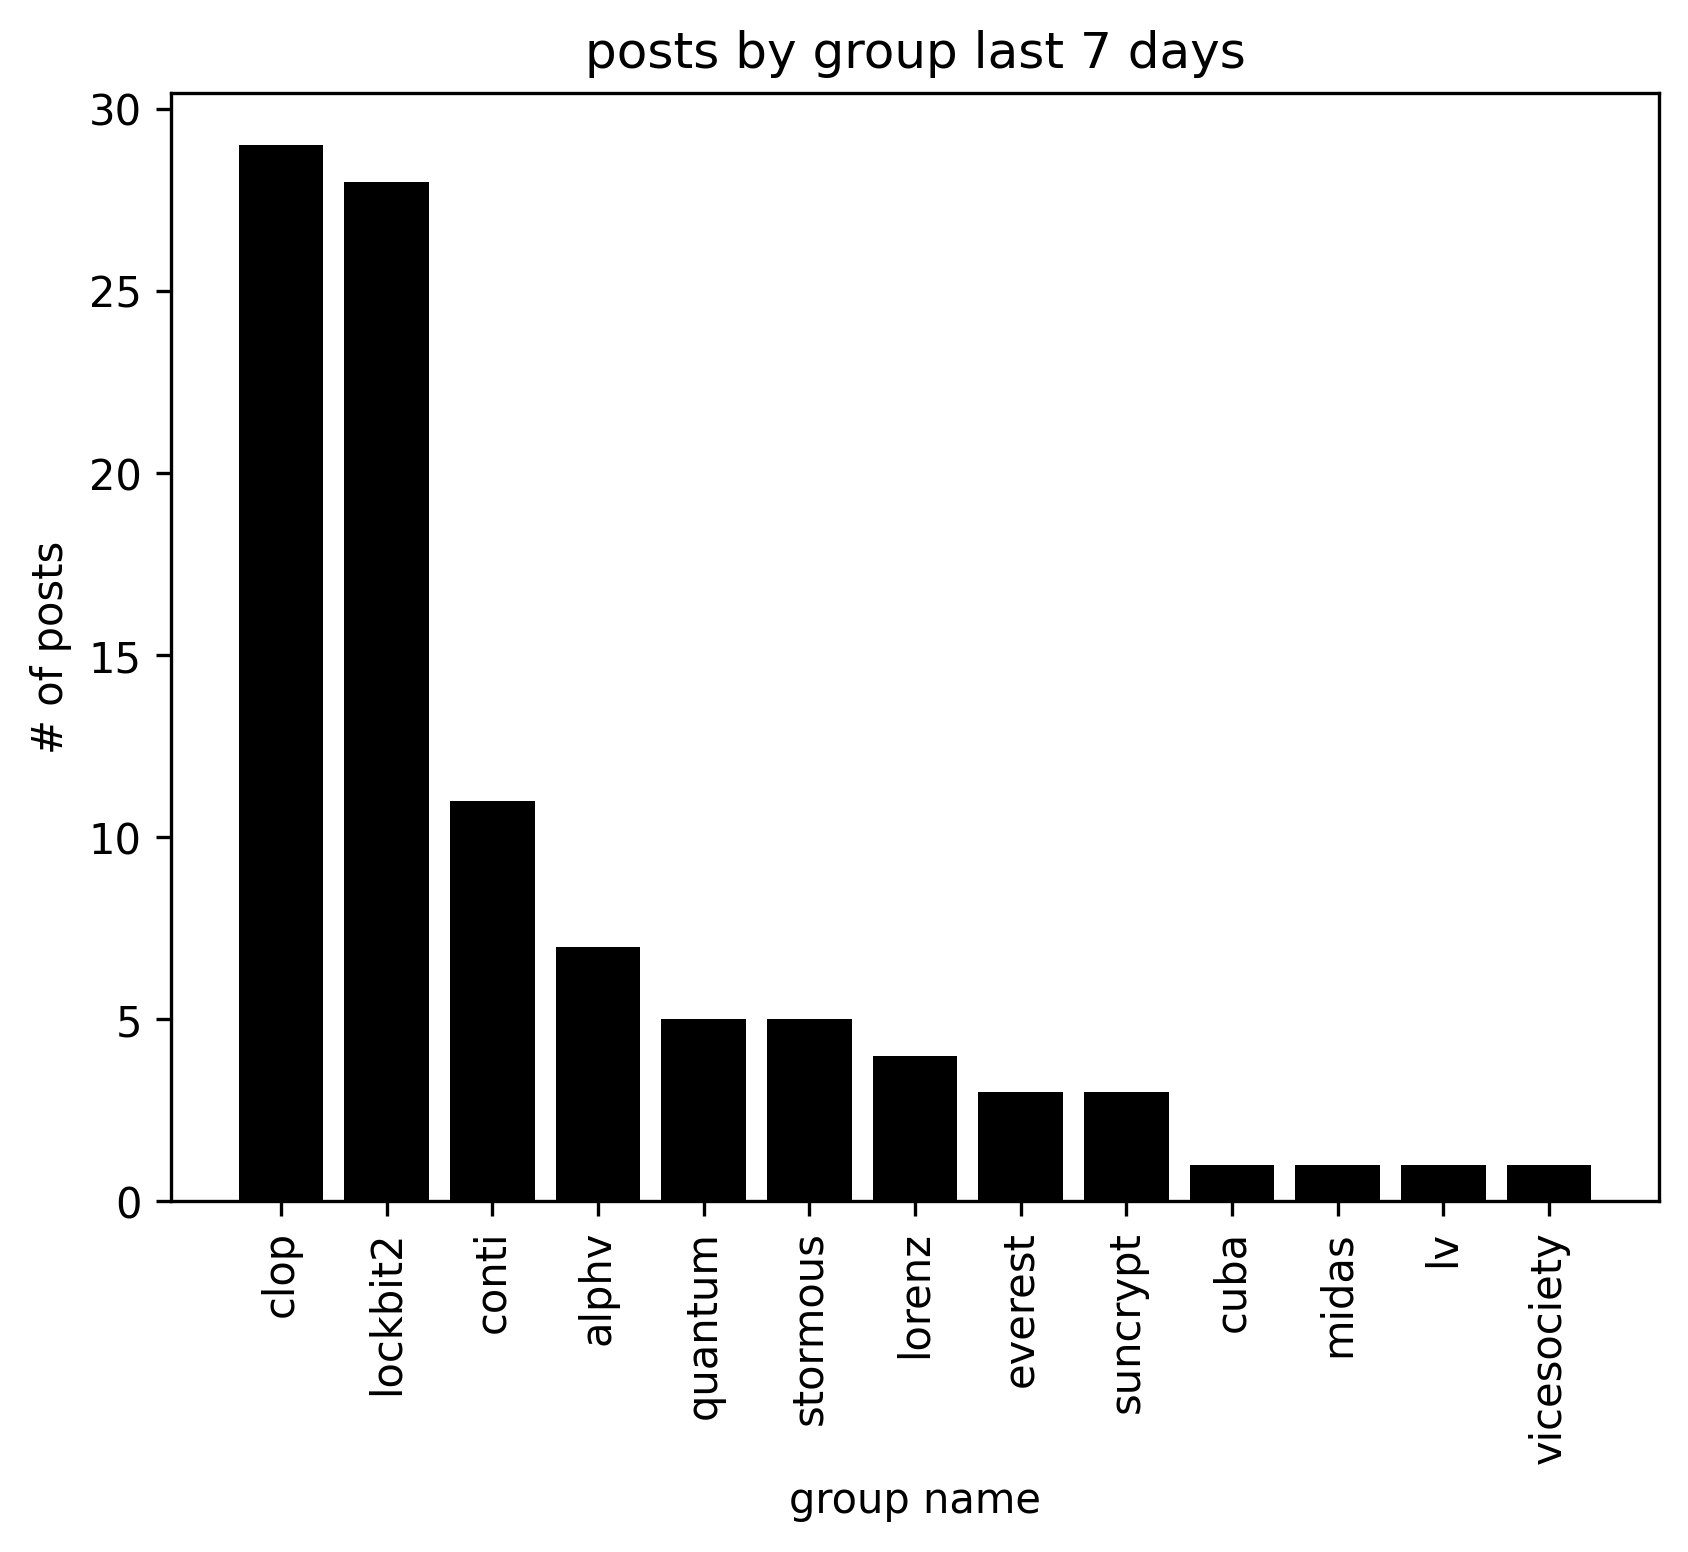 posts by group last 7 days
30
25
20
15
10
5
0
# of posts
clop
lockbit2
conti
alphv
quantum
stormous
lorenz
everest
suncrypt
cuba
midas
lv
vicesociety
group name